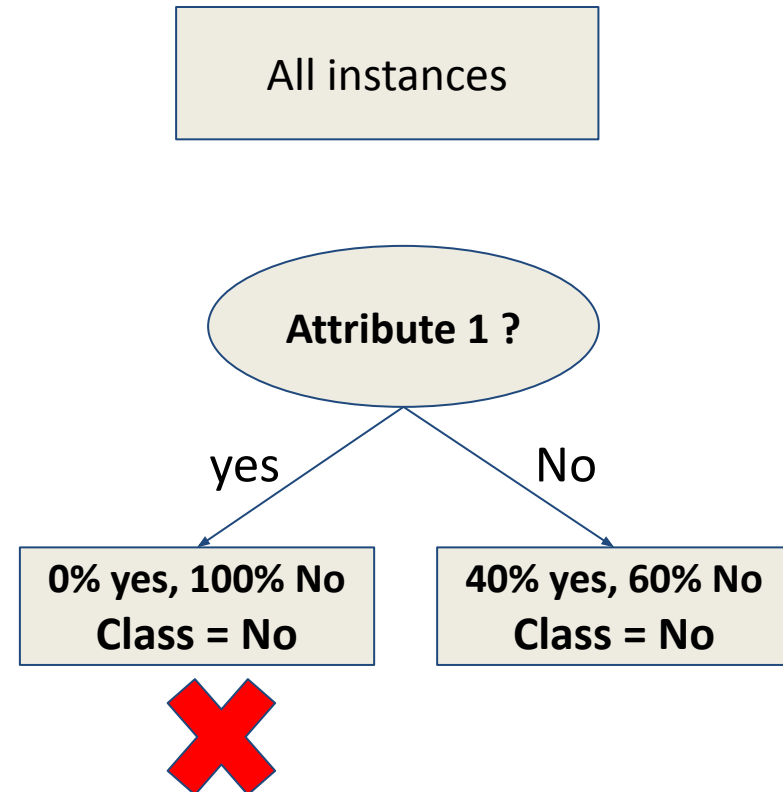 All instances
Attribute 1 ?
yes
No
0% yes, 100% No
Class = No
40% yes, 60% No
Class = No